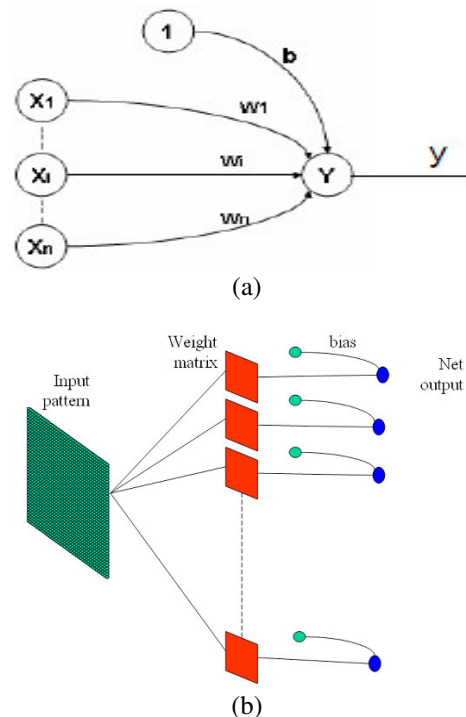 1
b
X1
W1
Xi
Wi
Y
y
Wn
Xn
(a)
Weight
matrix
bias
Net
output
Input
pattern
(b)